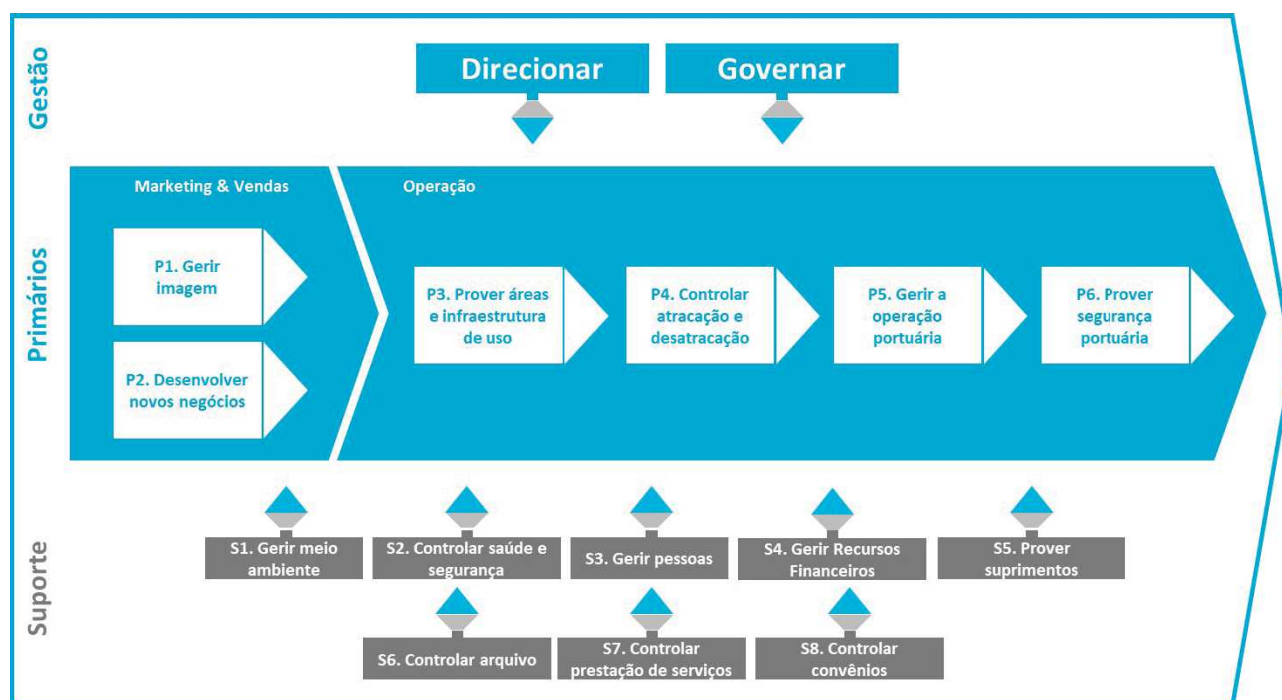 Gestão
Direcionar
Governar
Primários
Marketing & Vendas
Operação
P1. Gerir
imagem
P2. Desenvolver
novos negócios
P3. Prover áreas
e infraestrutura
de uso
P4. Controlar
atracação e
desatracação
P5. Gerir a
operação
portuária
P6. Prover
segurança
portuária
Suporte
S1. Gerir meio
ambiente
S2. Controlar saúde e
segurança
S3. Gerir pessoas
S4. Gerir Recursos
Financeiros
S5. Prover
suprimentos
S6. Controlar arquivo
S7. Controlar
prestação de serviços
S8. Controlar
convênios